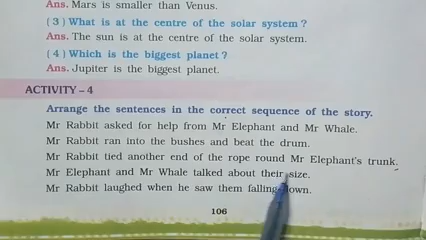 Ans. Mars is smaller than Venus.
(3) What is at the centre of the solar system?
Ans. The sun is at the centre of the solar system.
(4) Which is the biggest planet?
Ans. Jupiter is the biggest planet.
ACTIVITY – 4
Arrange the sentences in the correct sequence of the story.
Mr Rabbit asked for help from Mr Elephant and Mr Whale.
Mr Rabbit ran into the bushes and beat the drum.
Mr Rabbit tied another end of the rope round Mr Elephant's trunk.
Mr Elephant and Mr Whale talked about their size.
Mr Rabbit laughed when he saw them falling down.
106